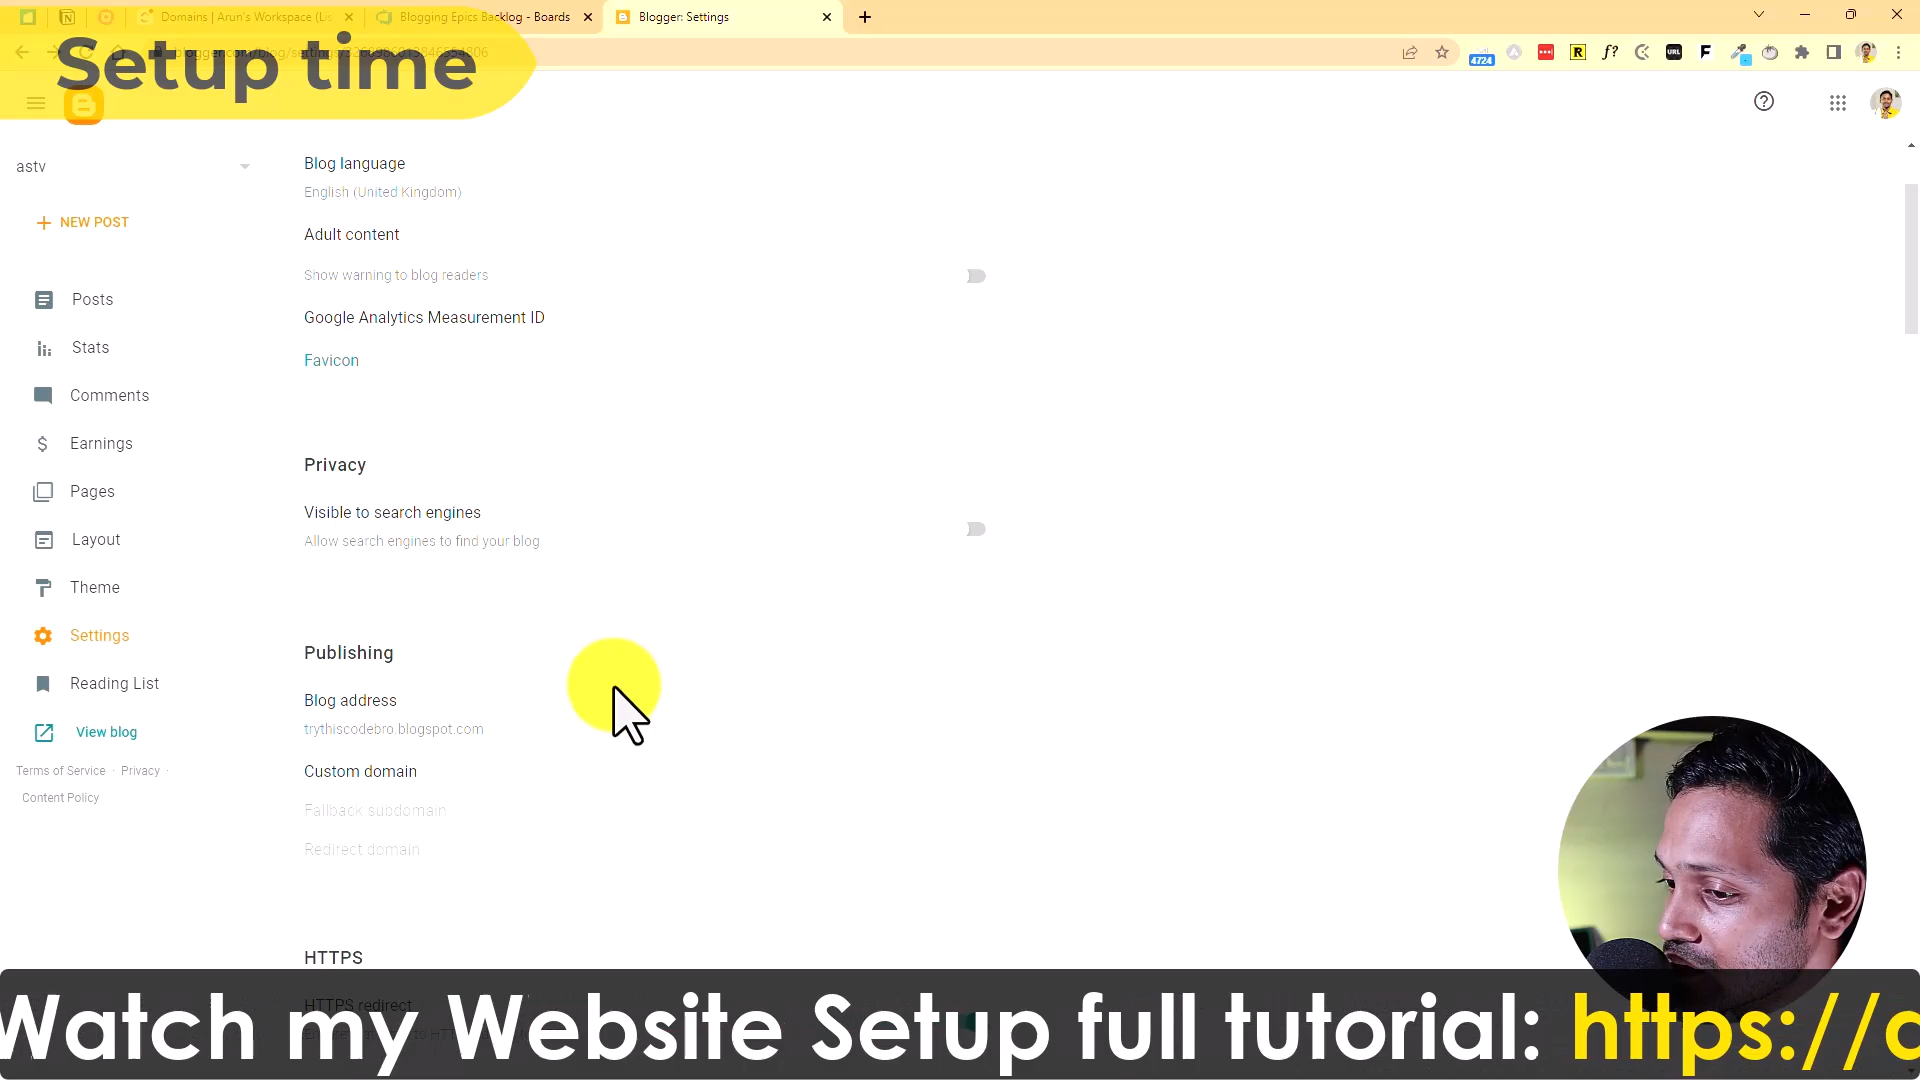 Domains | Arun's Workspace (Lis
Blogging Epics Backlog - Boards
Blogger: Settings
Setup time
4724
R
f?
URL
F
astv
NEW POST
Posts
Stats
Comments
Earnings
Pages
Layout
Theme
Settings
Reading List
View blog
Terms of Service · Privacy ·
Content Policy
Blog language
English (United Kingdom)
Adult content
Show warning to blog readers
Google Analytics Measurement ID
Favicon
Privacy
Visible to search engines
Allow search engines to find your blog
Publishing
Blog address
trythiscodebro.blogspot.com
Custom domain
Fallback subdomain
Redirect domain
HTTPS
HTTPS redirect
Watch my Website Setup full tutorial: https://